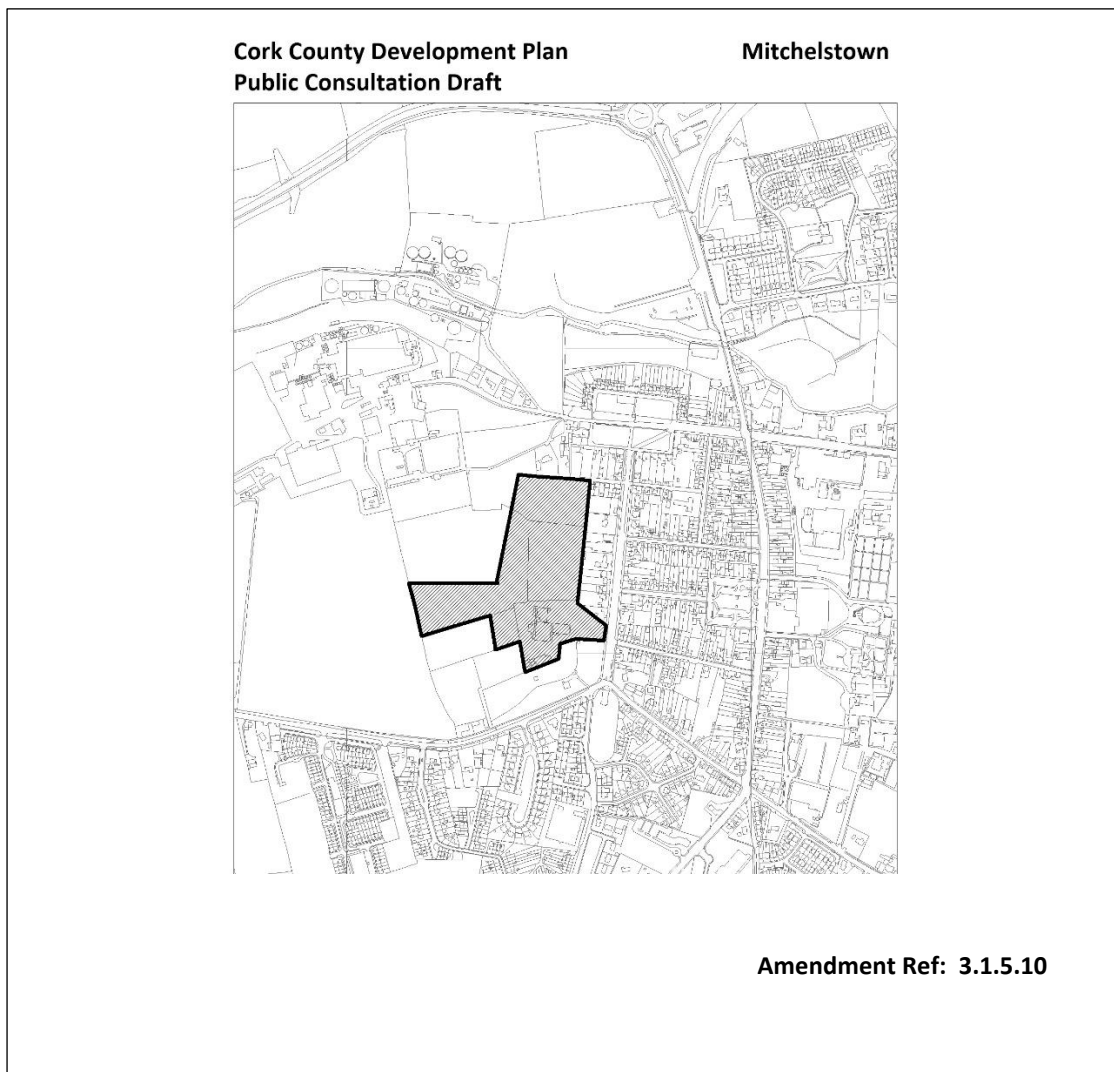 Cork County Development Plan Mitchelstown
Public Consultation Draft
Amendment Ref: 3.1.5.10